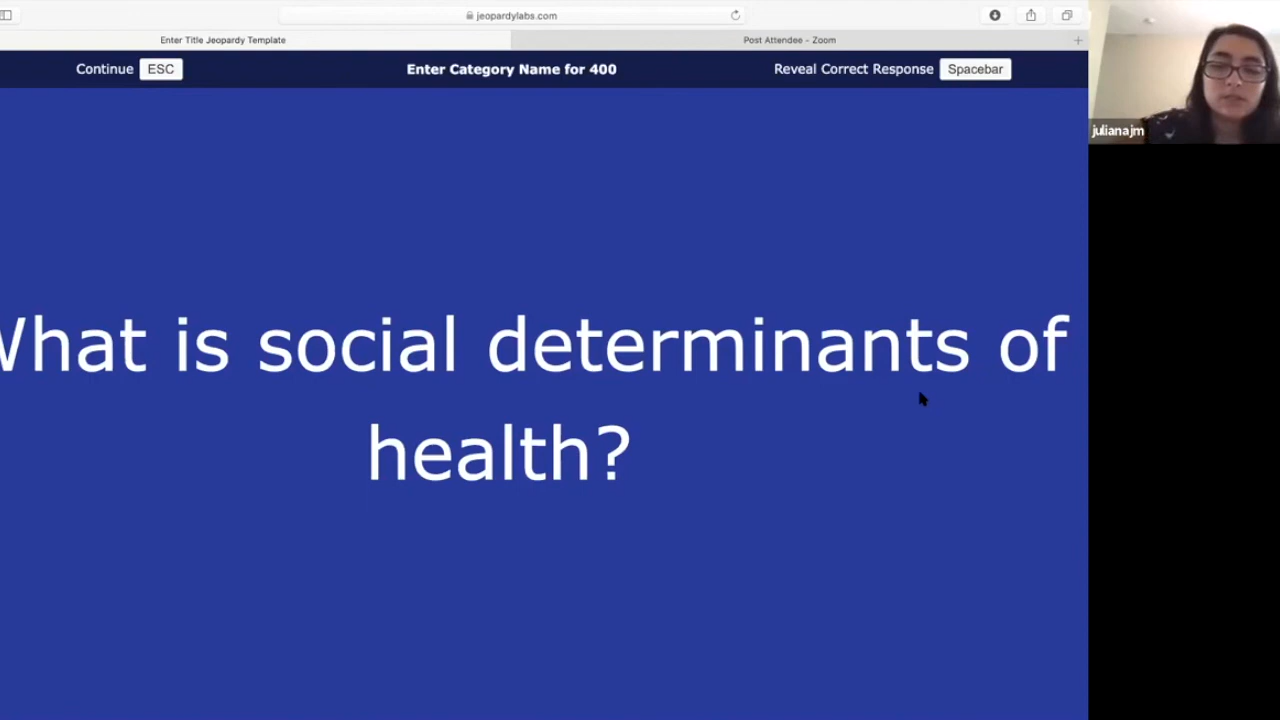 jeopardylabs.com
Enter Title Jeopardy Template
Post Attendee - Zoom
Continue ESC
Enter Category Name for 400
Reveal Correct Response Spacebar
julianajm
What is social determinants of
health?